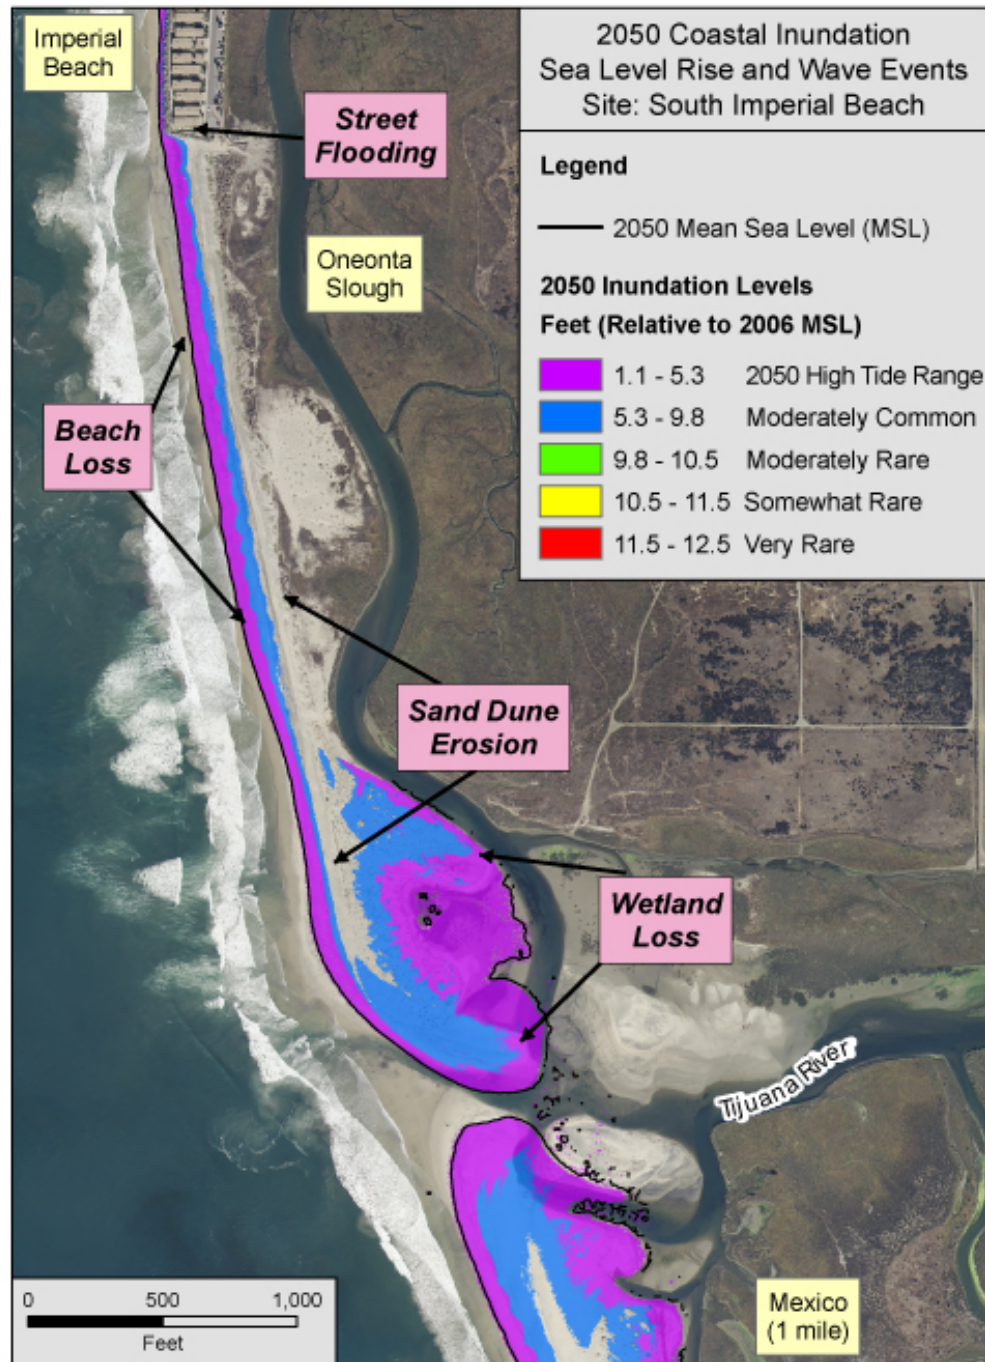 Imperial
Beach
2050 Coastal Inundation
Sea Level Rise and Wave Events
Site: South Imperial Beach
Street
Flooding
Legend
2050 Mean Sea Level (MSL)
Oneonta
Slough
2050 Inundation Levels
Feet (Relative to 2006 MSL)
1.1 - 5.3 2050 High Tide Range
5.3 - 9.8 Moderately Common
9.8 - 10.5 Moderately Rare
10.5 - 11.5 Somewhat Rare
11.5 - 12.5 Very Rare
Beach
Loss
Sand Dune
Erosion
Wetland
Loss
Tijuana River
0 500 1,000
Feet
Mexico
(1 mile)